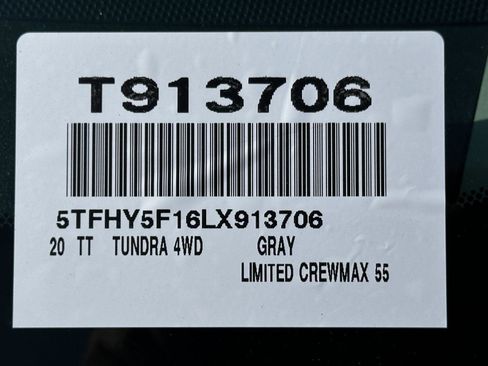 T913706
5TFHY5F16LX913706
20 TT TUNDRA 4WD GRAY
LIMITED CREWMAX 55